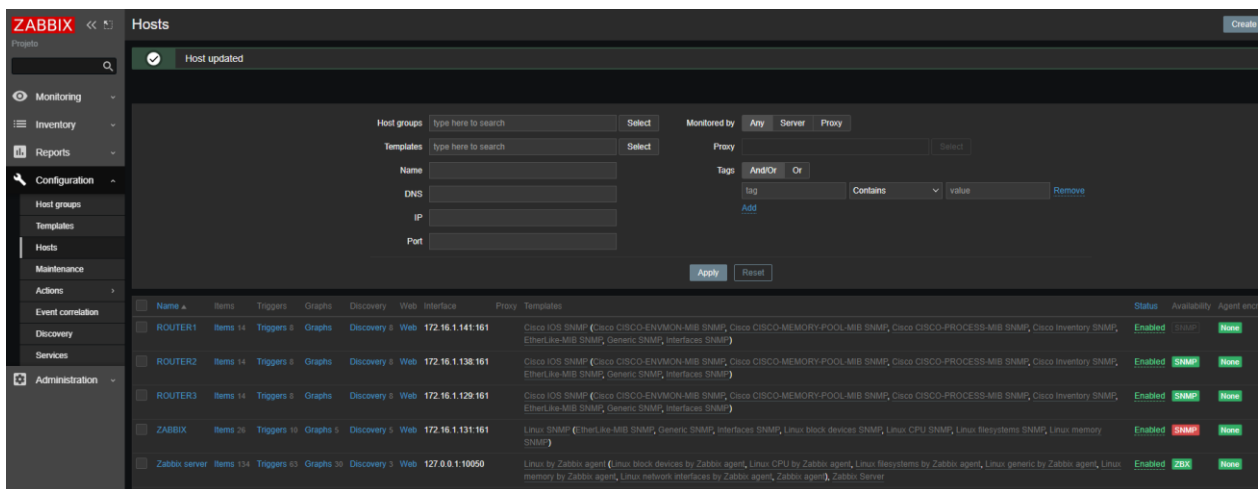 ZABBIX
Hosts
Create
Projeto
Host updated
Monitoring
Inventory
Reports
Configuration
Host groups
Templates
Hosts
Maintenance
Actions
Event correlation
Discovery
Services
Administration
Host groups type here to search Select Monitored by Any Server Proxy
Templates type here to search Select Proxy Select
Name Tags And/Or Or
DNS tag Contains value Remove
IP Add
Port
Apply Reset
Name Items Triggers Graphs Discovery Web Interface Proxy Templates Status Availability Agent enc
ROUTER1 Items 14 Triggers 8 Graphs Discovery 8 Web 172.16.1.141:161 Cisco IOS SNMP (Cisco CISCO-ENVMON-MIB SNMP, Cisco CISCO-MEMORY-POOL-MIB SNMP, Cisco CISCO-PROCESS-MIB SNMP, Cisco Inventory SNMP, Enabled SNMP None
EtherLike-MIB SNMP, Generic SNMP, Interfaces SNMP)
ROUTER2 Items 14 Triggers 8 Graphs Discovery 8 Web 172.16.1.138:161 Cisco IOS SNMP (Cisco CISCO-ENVMON-MIB SNMP, Cisco CISCO-MEMORY-POOL-MIB SNMP, Cisco CISCO-PROCESS-MIB SNMP, Cisco Inventory SNMP, Enabled SNMP None
EtherLike-MIB SNMP, Generic SNMP, Interfaces SNMP)
ROUTER3 Items 14 Triggers 8 Graphs Discovery 8 Web 172.16.1.129:161 Cisco IOS SNMP (Cisco CISCO-ENVMON-MIB SNMP, Cisco CISCO-MEMORY-POOL-MIB SNMP, Cisco CISCO-PROCESS-MIB SNMP, Cisco Inventory SNMP, Enabled SNMP None
EtherLike-MIB SNMP, Generic SNMP, Interfaces SNMP)
ZABBIX Items 26 Triggers 10 Graphs 5 Discovery 5 Web 172.16.1.131:161 Linux SNMP (EtherLike-MIB SNMP, Generic SNMP, Interfaces SNMP, Linux block devices SNMP, Linux CPU SNMP, Linux filesystems SNMP, Linux memory Enabled SNMP None
SNMP)
Zabbix server Items 134 Triggers 63 Graphs 30 Discovery 3 Web 127.0.0.1:10050 Linux by Zabbix agent (Linux block devices by Zabbix agent, Linux CPU by Zabbix agent, Linux filesystems by Zabbix agent, Linux generic by Zabbix agent, Linux Enabled ZBX None
memory by Zabbix agent, Linux network interfaces by Zabbix agent, Zabbix agent), Zabbix Server